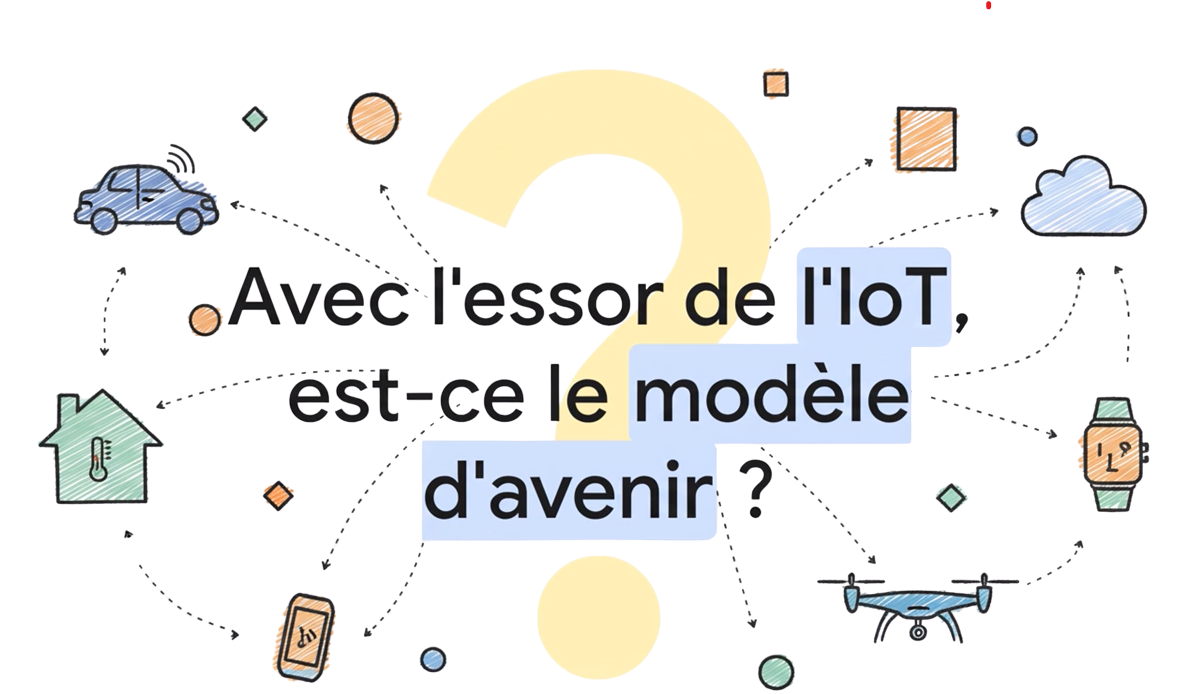 Avec l'essor de l'IoT,
est-ce le modèle
d'avenir ?